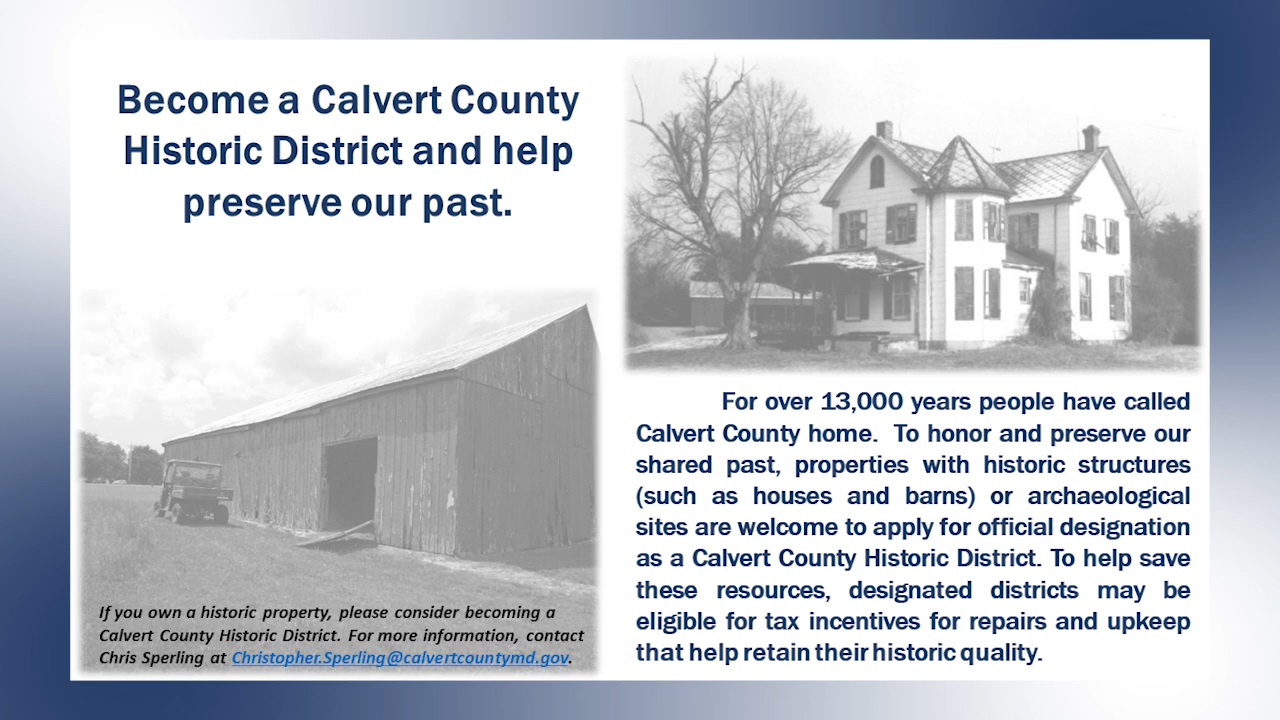 Become a Calvert County
Historic District and help
preserve our past.
For over 13,000 years people have called
Calvert County home. To honor and preserve our
shared past, properties with historic structures
(such as houses and barns) or archaeological
sites are welcome to apply for official designation
as a Calvert County Historic District. To help save
these resources, designated districts may be
eligible for tax incentives for repairs and upkeep
that help retain their historic quality.
If you own a historic property, please consider becoming a
Calvert County Historic District. For more information, contact
Chris Sperling at Christopher.Sperling@calvertcountymd.gov.